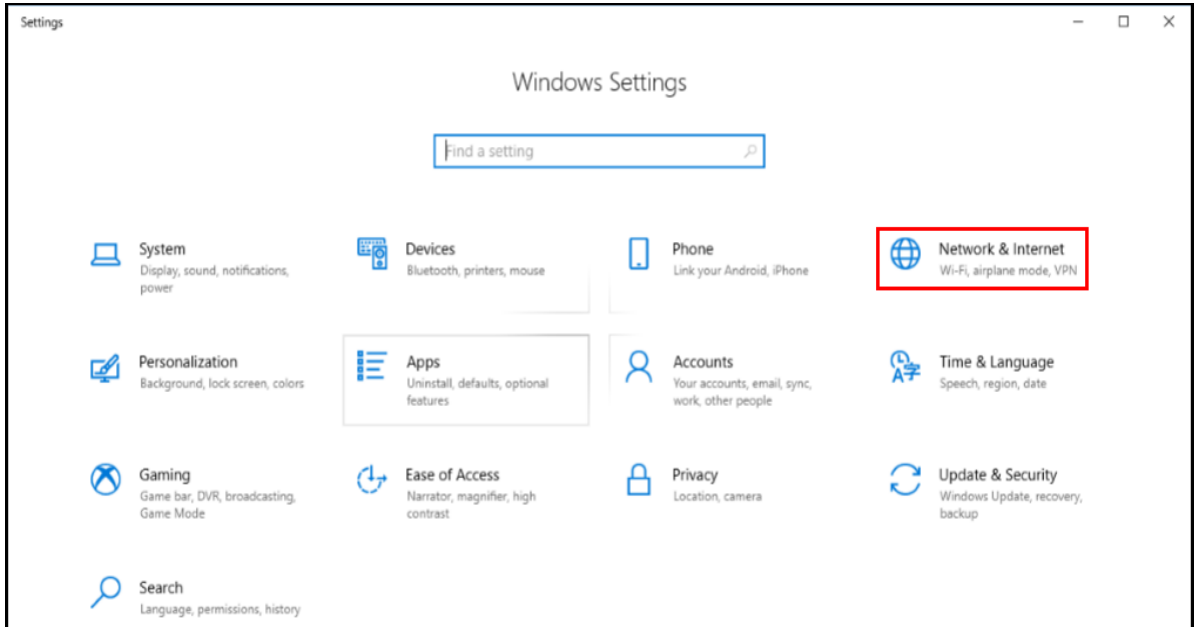 Settings
Windows Settings
Find a setting
System
Display, sound, notifications,
power
Devices
Bluetooth, printers, mouse
Phone
Link your Android, iPhone
Network & Internet
Wi-Fi, airplane mode, VPN
Personalization
Background, lock screen, colors
Apps
Uninstall, defaults, optional
features
Accounts
Your accounts, email, sync,
work, other people
Time & Language
Speech, region, date
Gaming
Game bar, DVR, broadcasting,
Game Mode
Ease of Access
Narrator, magnifier, high
contrast
Privacy
Location, camera
Update & Security
Windows Update, recovery,
backup
Search
Language, permissions, history